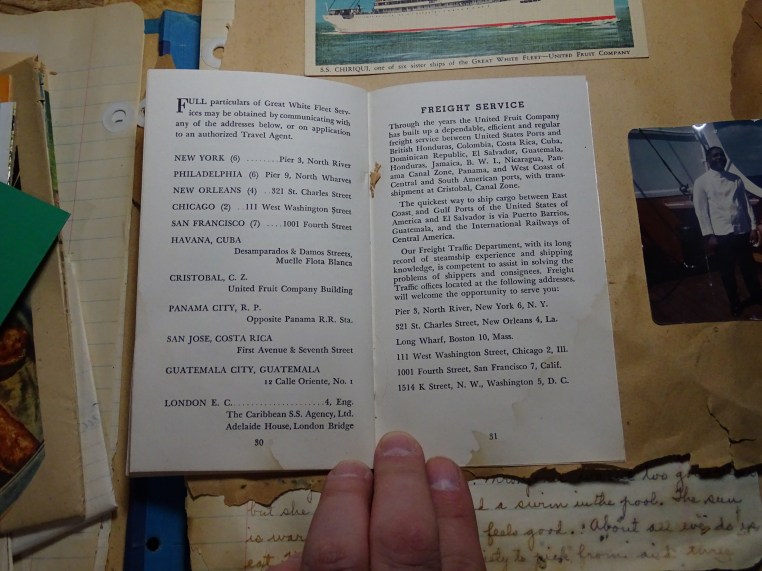 S.S. CHIRIQUI, one of six sister ships of the GREAT WHITE FLEET—UNITED FRUIT COMPANY
FULL particulars of Great White Fleet Serv-
ices may be obtained by communicating with
any of the addresses below, or on application
to an authorized Travel Agent.
NEW YORK (6) .........Pier 3, North River
PHILADELPHIA (6) Pier 9, North Wharves
NEW ORLEANS (4) ..321 St. Charles Street
CHICAGO (2) .. 111 West Washington Street
SAN FRANCISCO (7) ....1001 Fourth Street
HAVANA, CUBA
Desamparados & Damos Streets,
Muelle Flota Blanca
CRISTOBAL, C. Z.
United Fruit Company Building
PANAMA CITY, R. P.
Opposite Panama R.R. Sta.
SAN JOSE, COSTA RICA
First Avenue & Seventh Street
GUATEMALA CITY, GUATEMALA
12 Calle Oriente, No. 1
LONDON E. C......................4, Eng.
The Caribbean S.S. Agency, Ltd.
Adelaide House, London Bridge
30
FREIGHT SERVICE
Through the years the United Fruit Company
has built up a dependable, efficient and regular
freight service between United States Ports and
British Honduras, Colombia, Costa Rica, Cuba,
Dominican Republic, El Salvador, Guatemala,
Honduras, Jamaica, B. W. I., Nicaragua, Pan-
ama Canal Zone, Panama, and West Coast of
Central and South American ports, with trans-
shipment at Cristobal, Canal Zone.
The quickest way to ship cargo between East
Coast, and Gulf Ports of the United States of
America and El Salvador is via Puerto Barrios,
Guatemala, and the International Railways of
Central America.
Our Freight Traffic Department, with its long
record of steamship experience and shipping
knowledge, is competent to assist in solving the
problems of shippers and consignees. Freight
Traffic offices located at the following addresses,
will welcome the opportunity to serve you:
Pier 3, North River, New York 6, N. Y.
321 St. Charles Street, New Orleans 4, La.
Long Wharf, Boston 10, Mass.
111 West Washington Street, Chicago 2, Ill.
1001 Fourth Street, San Francisco 7, Calif.
1514 K Street, N. W., Washington 5, D. C.
31
but she a swim in the pool. The sun
is war feels good. About all
to pick from and three